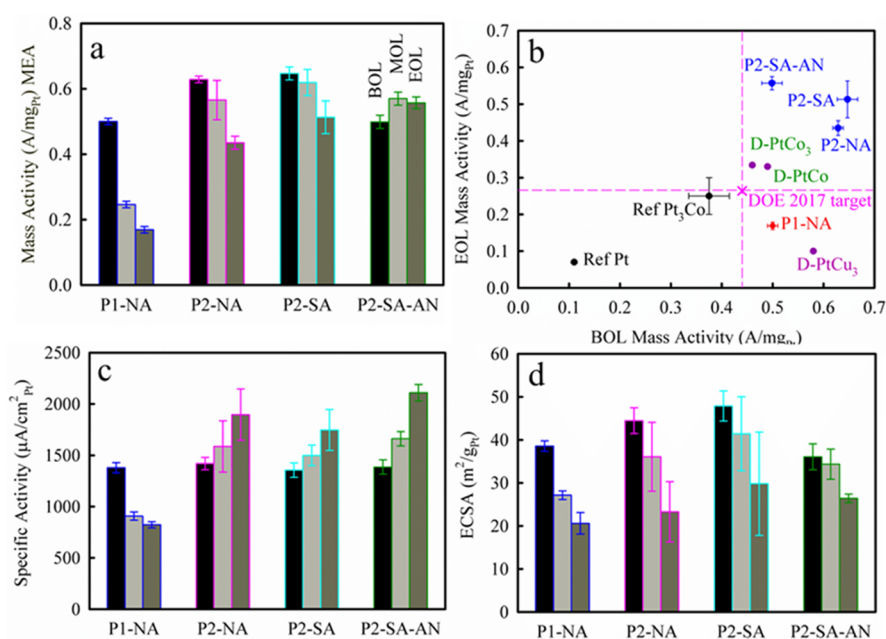 a
Mass Activity (A/mgPt) MEA
0.8
0.6
0.4
0.2
0.0
BOL
MOL
EOL
P1-NA
P2-NA
P2-SA
P2-SA-AN
b
EOL Mass Activity (A/mgPt)
0.7
0.6
0.5
0.4
0.3
0.2
0.1
0.0
P2-SA-AN
P2-SA
P2-NA
D-PtCo3
D-PtCo
DOE 2017 target
Ref Pt3Co
P1-NA
Ref Pt
D-PtCu3
0.0 0.1 0.2 0.3 0.4 0.5 0.6 0.7
BOL Mass Activity (A/mgPt)
c
Specific Activity (μA/cm2Pt)
2500
2000
1500
1000
500
0
P1-NA
P2-NA
P2-SA
P2-SA-AN
d
ECSA (m2/gPt)
60
50
40
30
20
10
0
P1-NA
P2-NA
P2-SA
P2-SA-AN